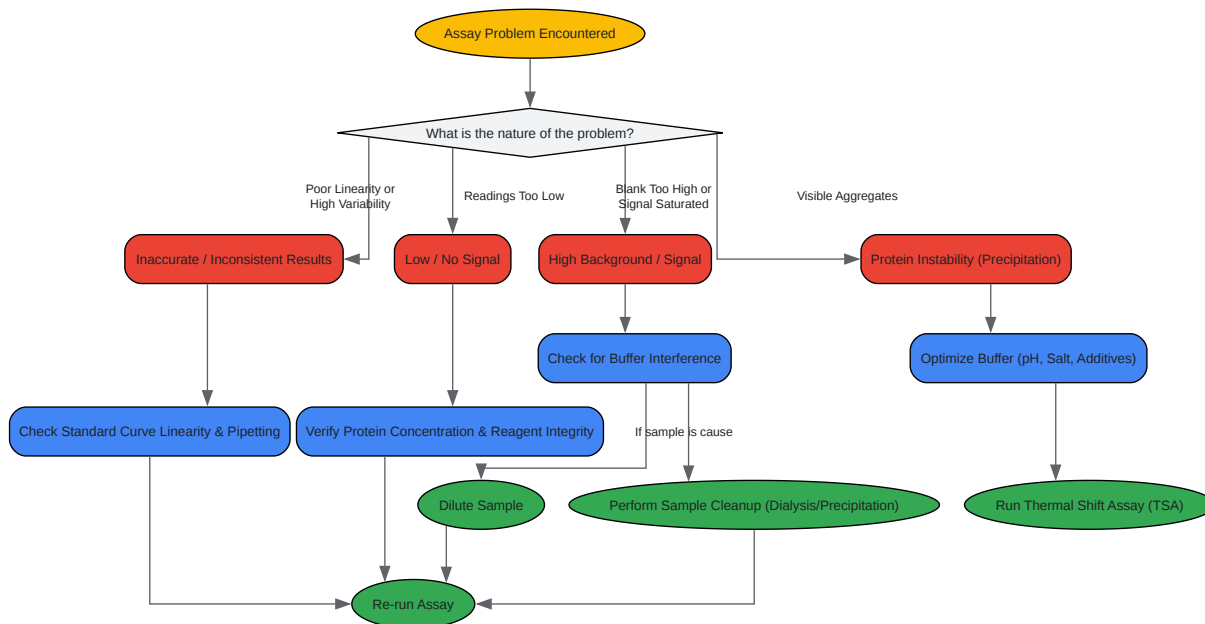 Assay Problem Encountered
What is the nature of the problem?
Poor Linearity or
High Variability
Readings Too Low
Blank Too High or
Signal Saturated
Visible Aggregates
Inaccurate / Inconsistent Results
Low / No Signal
High Background / Signal
Protein Instability (Precipitation)
Check for Buffer Interference
Optimize Buffer (pH, Salt, Additives)
Check Standard Curve Linearity & Pipetting
Verify Protein Concentration & Reagent Integrity
If sample is cause
Dilute Sample
Perform Sample Cleanup (Dialysis/Precipitation)
Run Thermal Shift Assay (TSA)
Re-run Assay